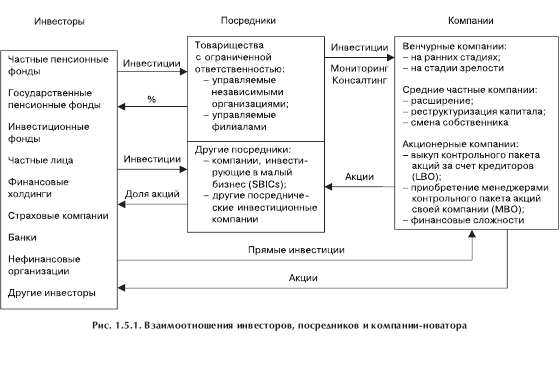 Инвесторы
Посредники
Компании
Частные пенсионные
фонды
Государственные
пенсионные фонды
Инвестиционные
фонды
Частные лица
Финансовые
холдинги
Страховые компании
Банки
Нефинансовые
организации
Другие инвесторы
Инвестиции
%
Инвестиции
Доля акций
Товарищества
с ограниченной
ответственностью:
– управляемые
независимыми
организациями;
– управляемые
филиалами
Другие посредники:
– компании, инвести-
рующие в малый
бизнес (SBICs);
– другие посредниче-
ские инвестиционные
компании
Инвестиции
Мониторинг
Консалтинг
Акции
Венчурные компании:
– на ранних стадиях;
– на стадии зрелости
Средние частные компании:
– расширение;
– реструктуризация капитала;
– смена собственника
Акционерные компании:
– выкуп контрольного пакета
акций за счет кредиторов
(LBO);
– приобретение менеджерами
контрольного пакета акций
своей компании (MBO);
– финансовые сложности
Прямые инвестиции
Акции
Рис. 1.5.1. Взаимоотношения инвесторов, посредников и компании-новатора